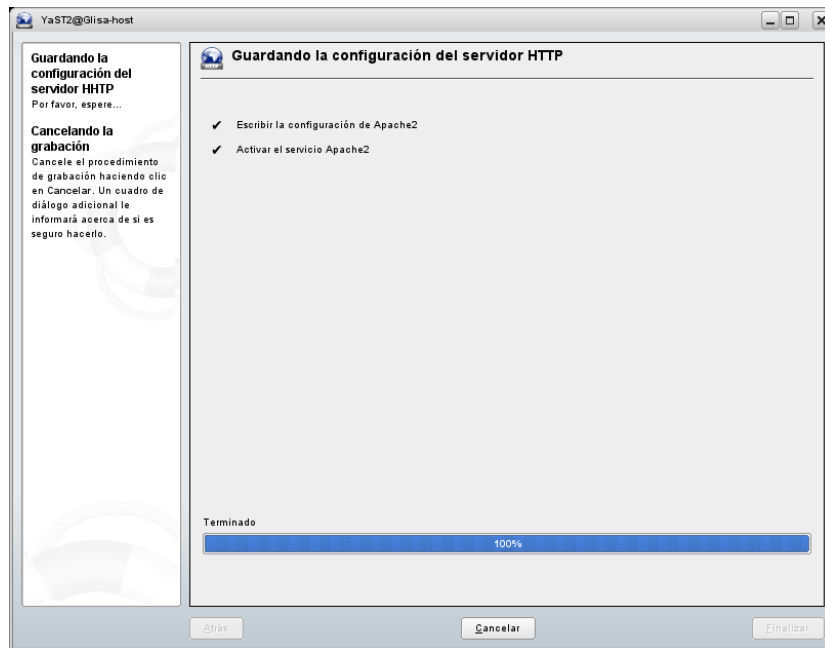 YaST2@Glisa-host
Guardando la
configuración del
servidor HHTP
Por favor, espere...
Cancelando la
grabación
Cancele el procedimiento
de grabación haciendo clic
en Cancelar. Un cuadro de
diálogo adicional le
informará acerca de si es
seguro hacerlo.
Guardando la configuración del servidor HTTP
Escribir la configuración de Apache2
Activar el servicio Apache2
Terminado
100%
Atrás
Cancelar
Finalizar